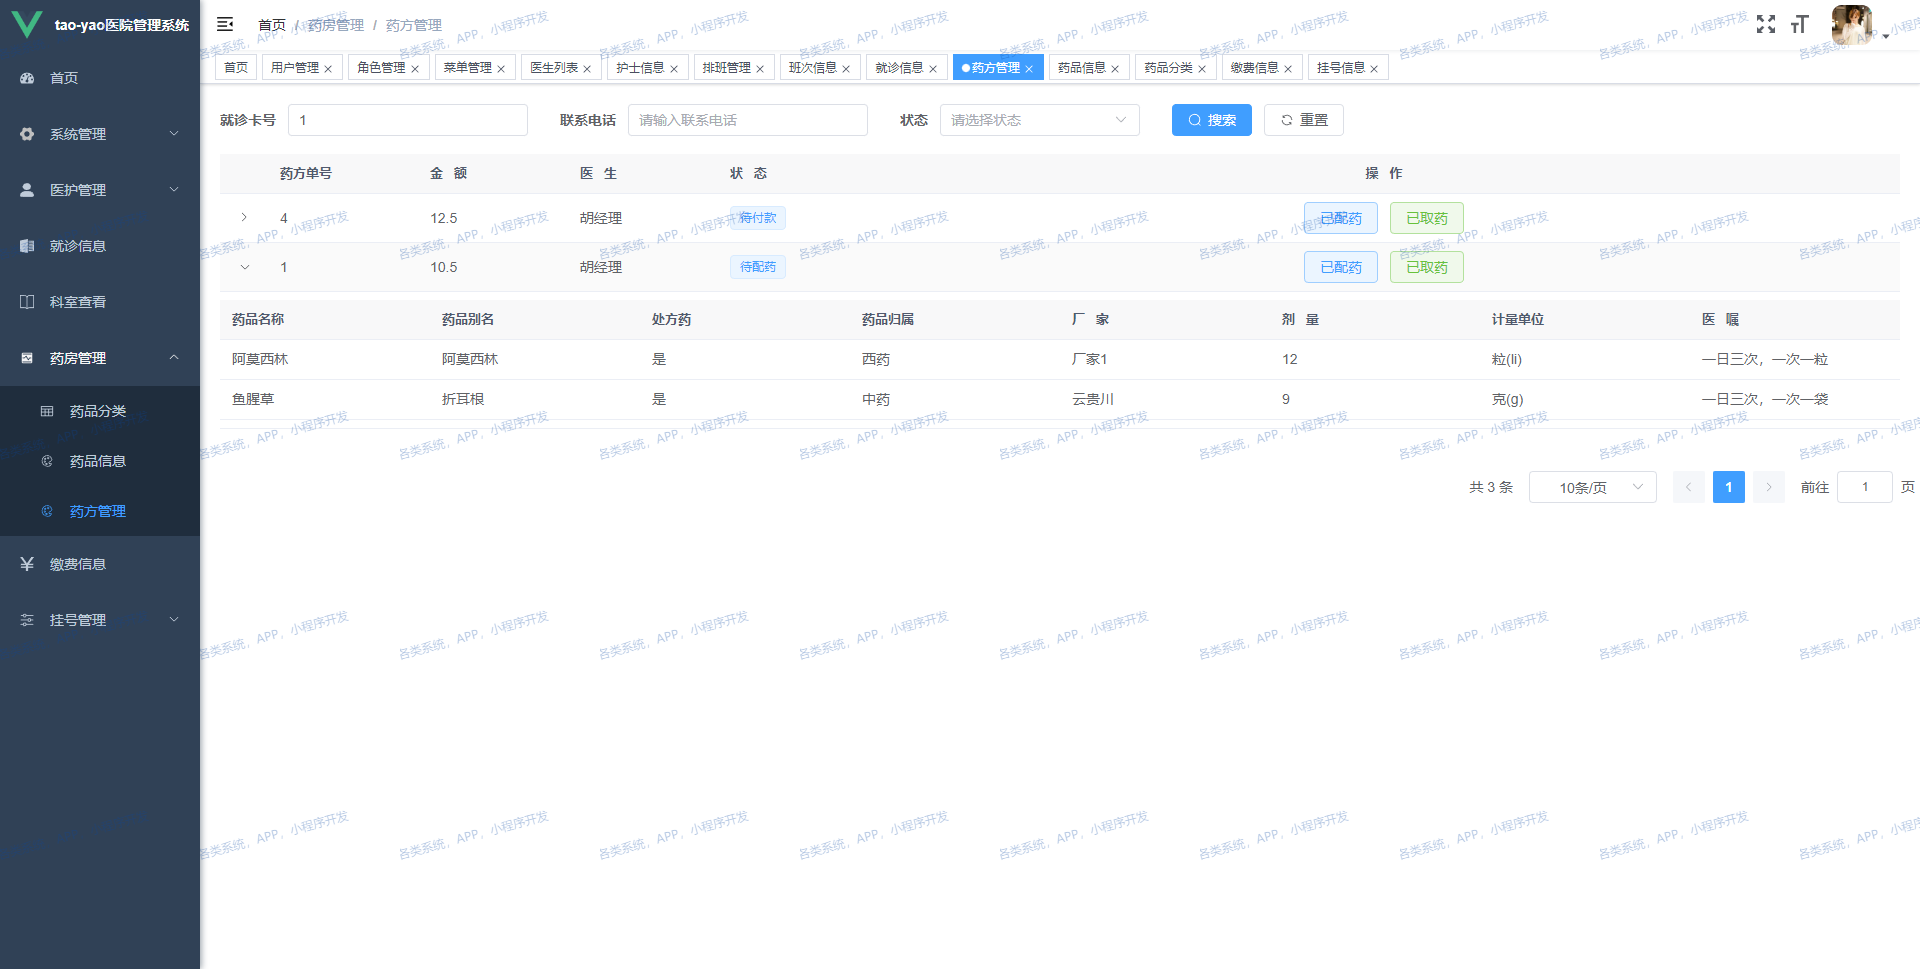 tao-yao医院管理系统
首页 / 药房管理 / 药方管理
首页 用户管理 × 角色管理 × 菜单管理 × 医生列表 × 护士信息 × 排班管理 × 班次信息 × 就诊信息 × 药方管理 × 药品信息 × 药品分类 × 缴费信息 × 挂号信息 ×
首页
系统管理
医护管理
就诊信息
科室查看
药房管理
药品分类
药品信息
药方管理
缴费信息
挂号管理
就诊卡号 1 联系电话 请输入联系电话 状态 请选择状态 搜索 重置
药方单号 金 额 医 生 状 态 操 作
4 12.5 胡经理 待付款 已配药 已取药
1 10.5 胡经理 待配药 已配药 已取药
药品名称 药品别名 处方药 药品归属 厂 家 剂 量 计量单位 医 嘱
阿莫西林 阿莫西林 是 西药 厂家1 12 粒(li) 一日三次，一次一粒
鱼腥草 折耳根 是 中药 云贵川 9 克(g) 一日三次，一次一袋
共 3 条 10条/页 1 前往 1 页
各类系统，APP，小程序开发